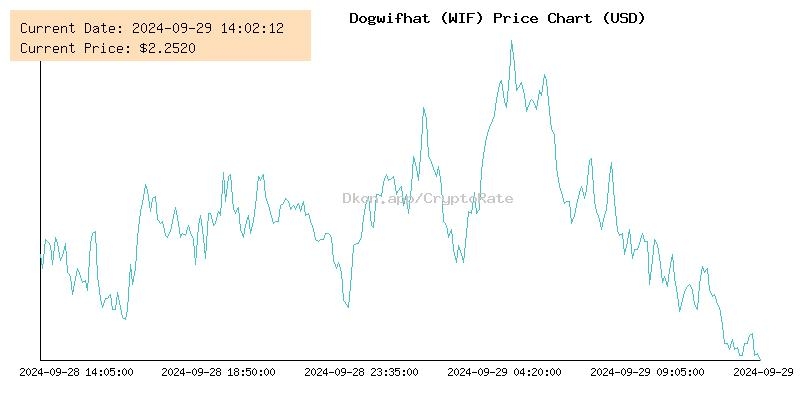 Dogwifhat (WIF) Price Chart (USD)
Current Date: 2024-09-29 14:02:12
Current Price: $2.2520
Dkqn.app/CryptoRate
2024-09-28 14:05:00
2024-09-28 18:50:00
2024-09-28 23:35:00
2024-09-29 04:20:00
2024-09-29 09:05:00
2024-09-29